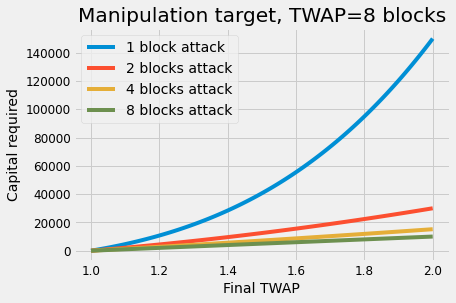 Manipulation target, TWAP=8 blocks
1 block attack
2 blocks attack
4 blocks attack
8 blocks attack
Capital required
140000
120000
100000
80000
60000
40000
20000
0
1.0 1.2 1.4 1.6 1.8 2.0
Final TWAP